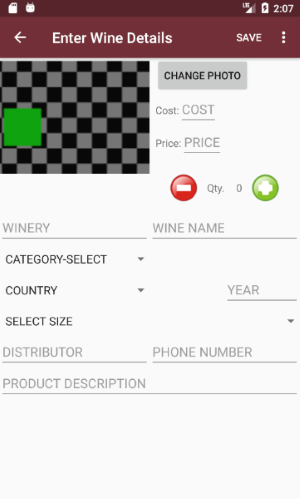 LTE 2:07
Enter Wine Details SAVE
CHANGE PHOTO
Cost: COST
Price: PRICE
Qty. 0
WINERY WINE NAME
CATEGORY-SELECT
COUNTRY YEAR
SELECT SIZE
DISTRIBUTOR PHONE NUMBER
PRODUCT DESCRIPTION